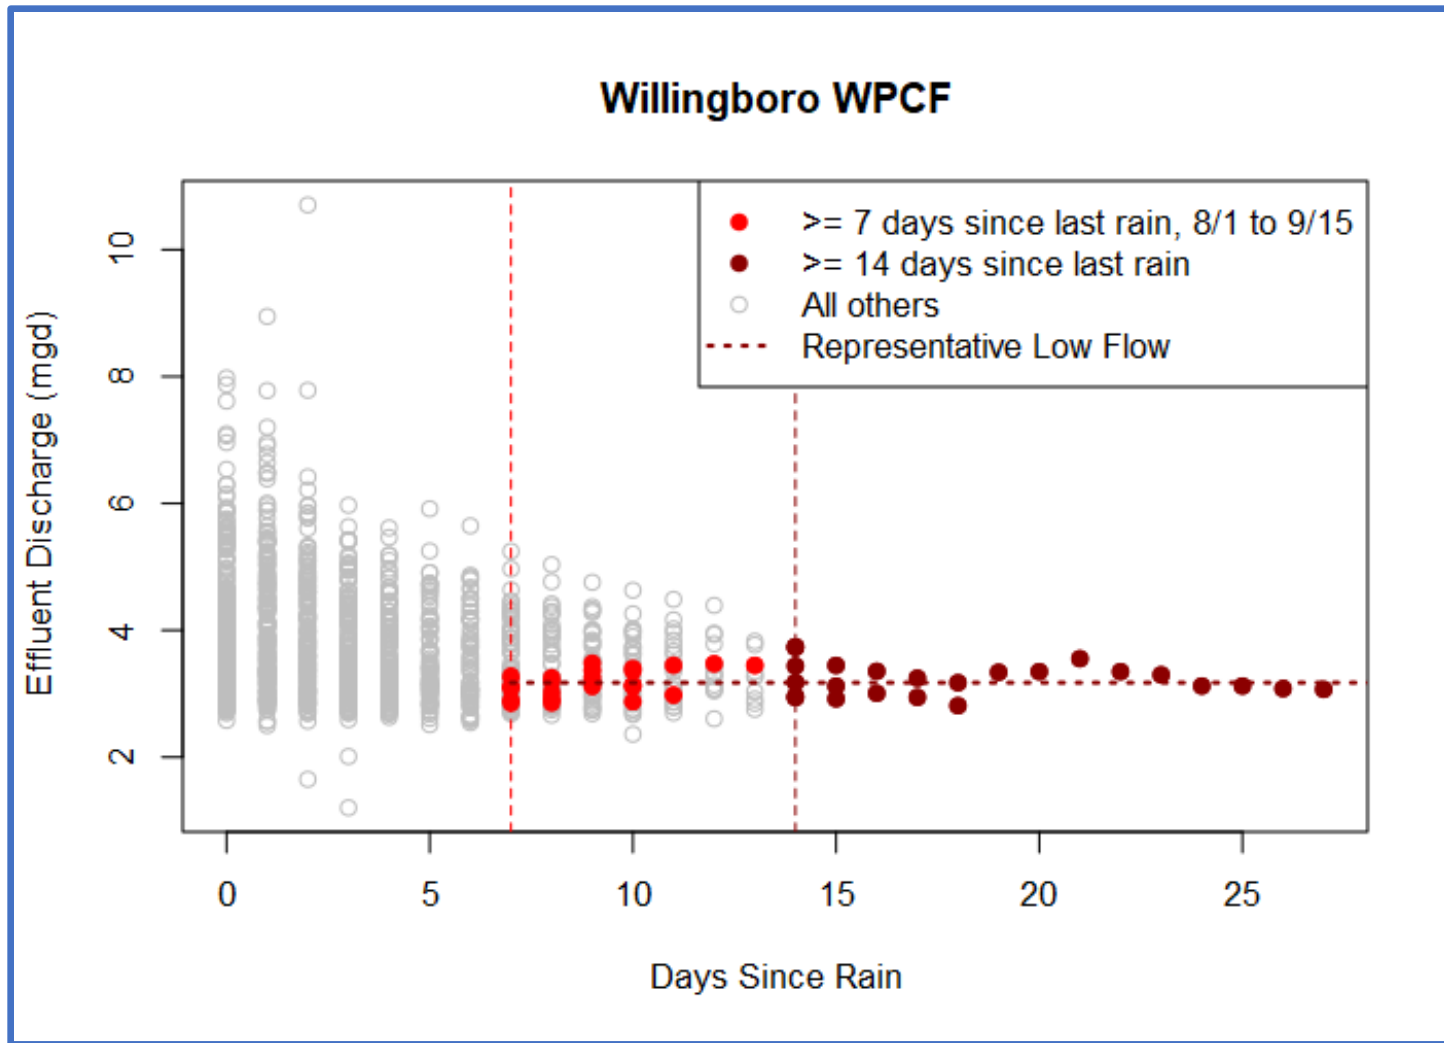 Willingboro WPCF
>= 7 days since last rain, 8/1 to 9/15
>= 14 days since last rain
All others
Representative Low Flow
Effluent Discharge (mgd)
10
8
6
4
2
0 5 10 15 20 25
Days Since Rain